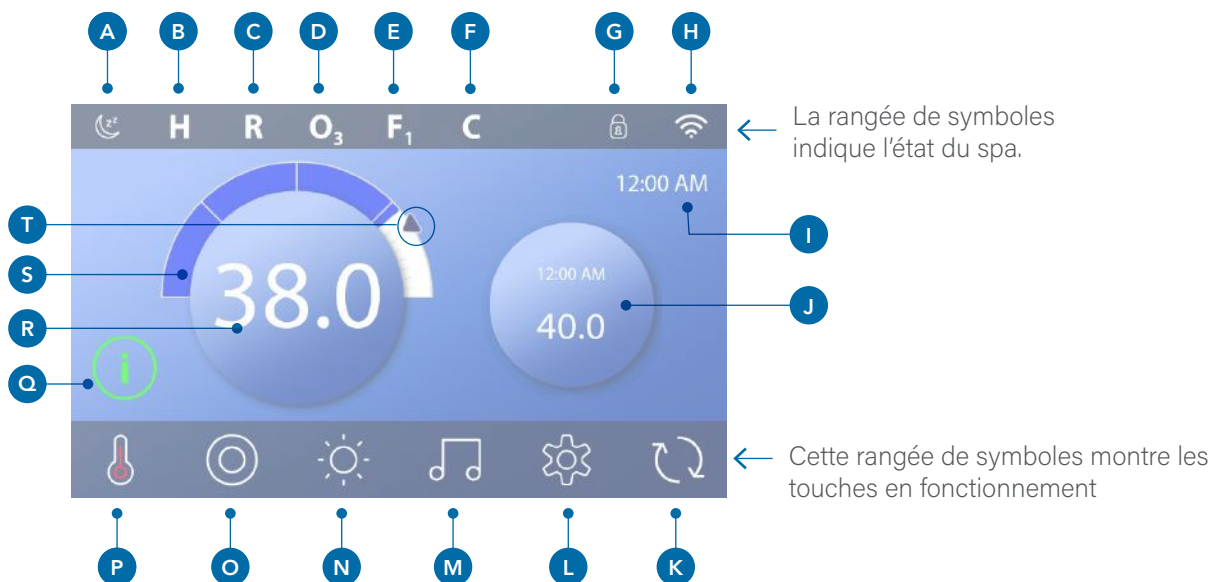 A B C D E F G H
zz H R O3 F1 C
La rangée de symboles
indique l'état du spa.
12:00 AM
T
I
S
38.0
12:00 AM
J
R
40.0
i
Q
Cette rangée de symboles montre les
touches en fonctionnement
P O N M L K